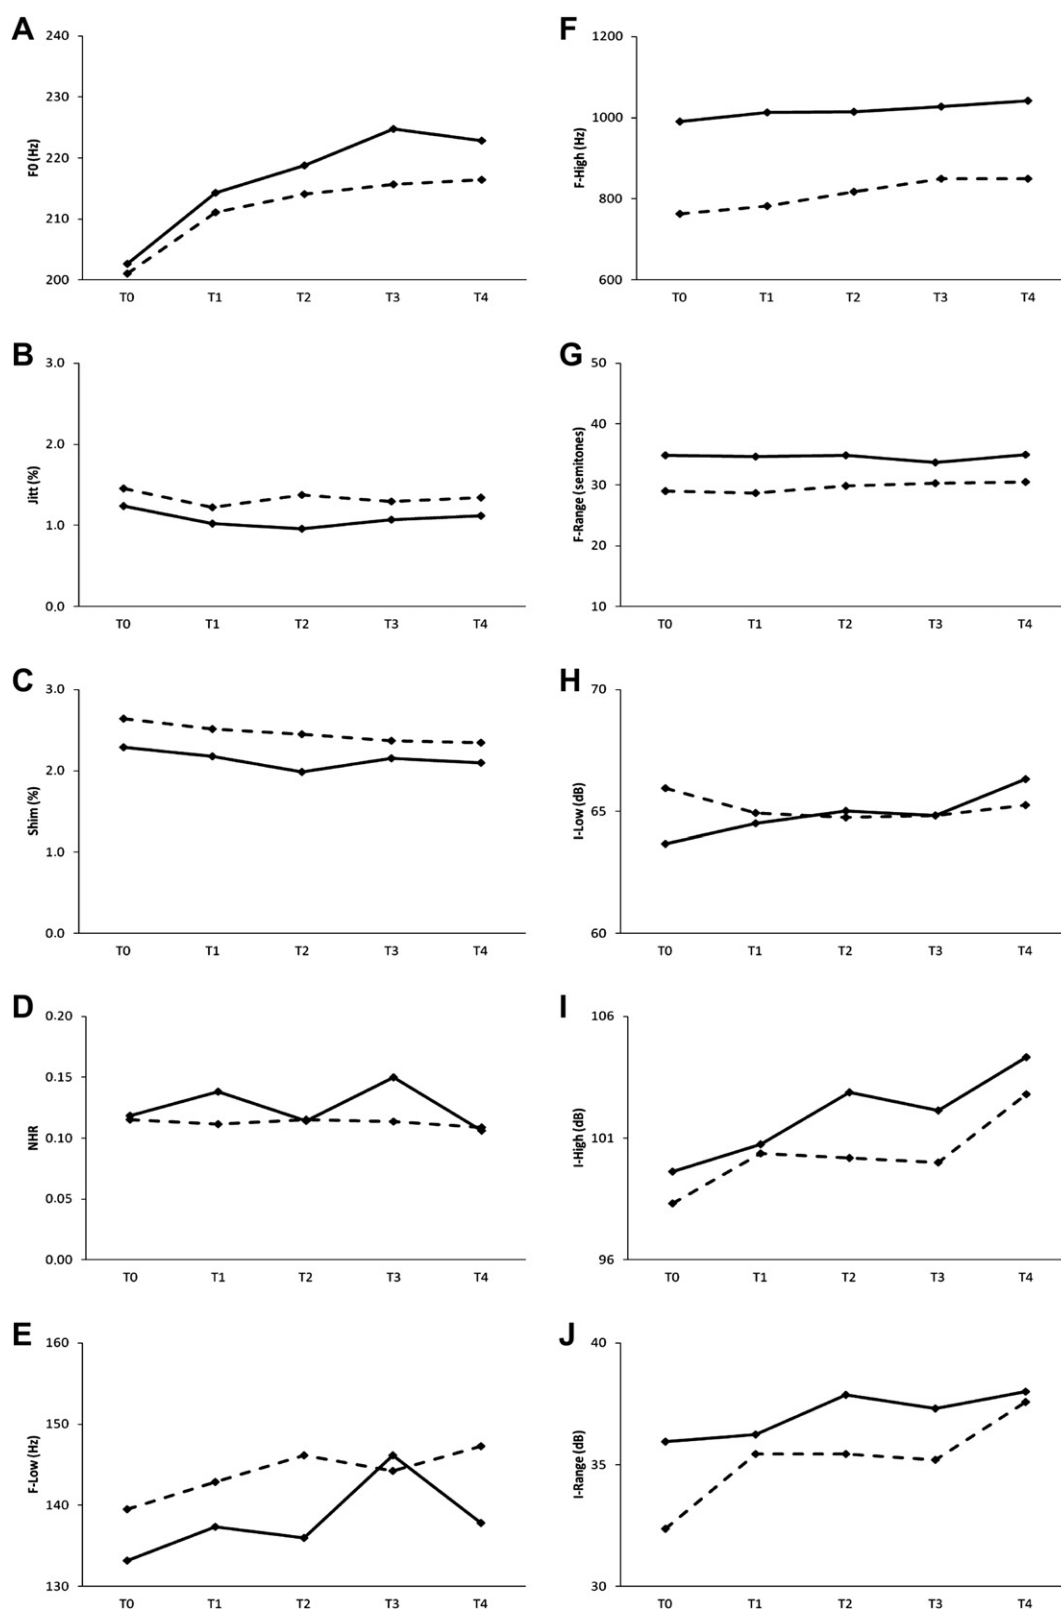 A
F0 (Hz)
240
230
220
210
200
T0 T1 T2 T3 T4
B
Jitt (%)
3.0
2.0
1.0
0.0
T0 T1 T2 T3 T4
C
Shim (%)
3.0
2.0
1.0
0.0
T0 T1 T2 T3 T4
D
NHR
0.20
0.15
0.10
0.05
0.00
T0 T1 T2 T3 T4
E
F-Low (Hz)
160
150
140
130
T0 T1 T2 T3 T4
F
F-High (Hz)
1200
1000
800
600
T0 T1 T2 T3 T4
G
F-Range (semitones)
50
40
30
20
10
T0 T1 T2 T3 T4
H
I-Low (dB)
70
65
60
T0 T1 T2 T3 T4
I
I-High (dB)
106
101
96
T0 T1 T2 T3 T4
J
I-Range (dB)
40
35
30
T0 T1 T2 T3 T4